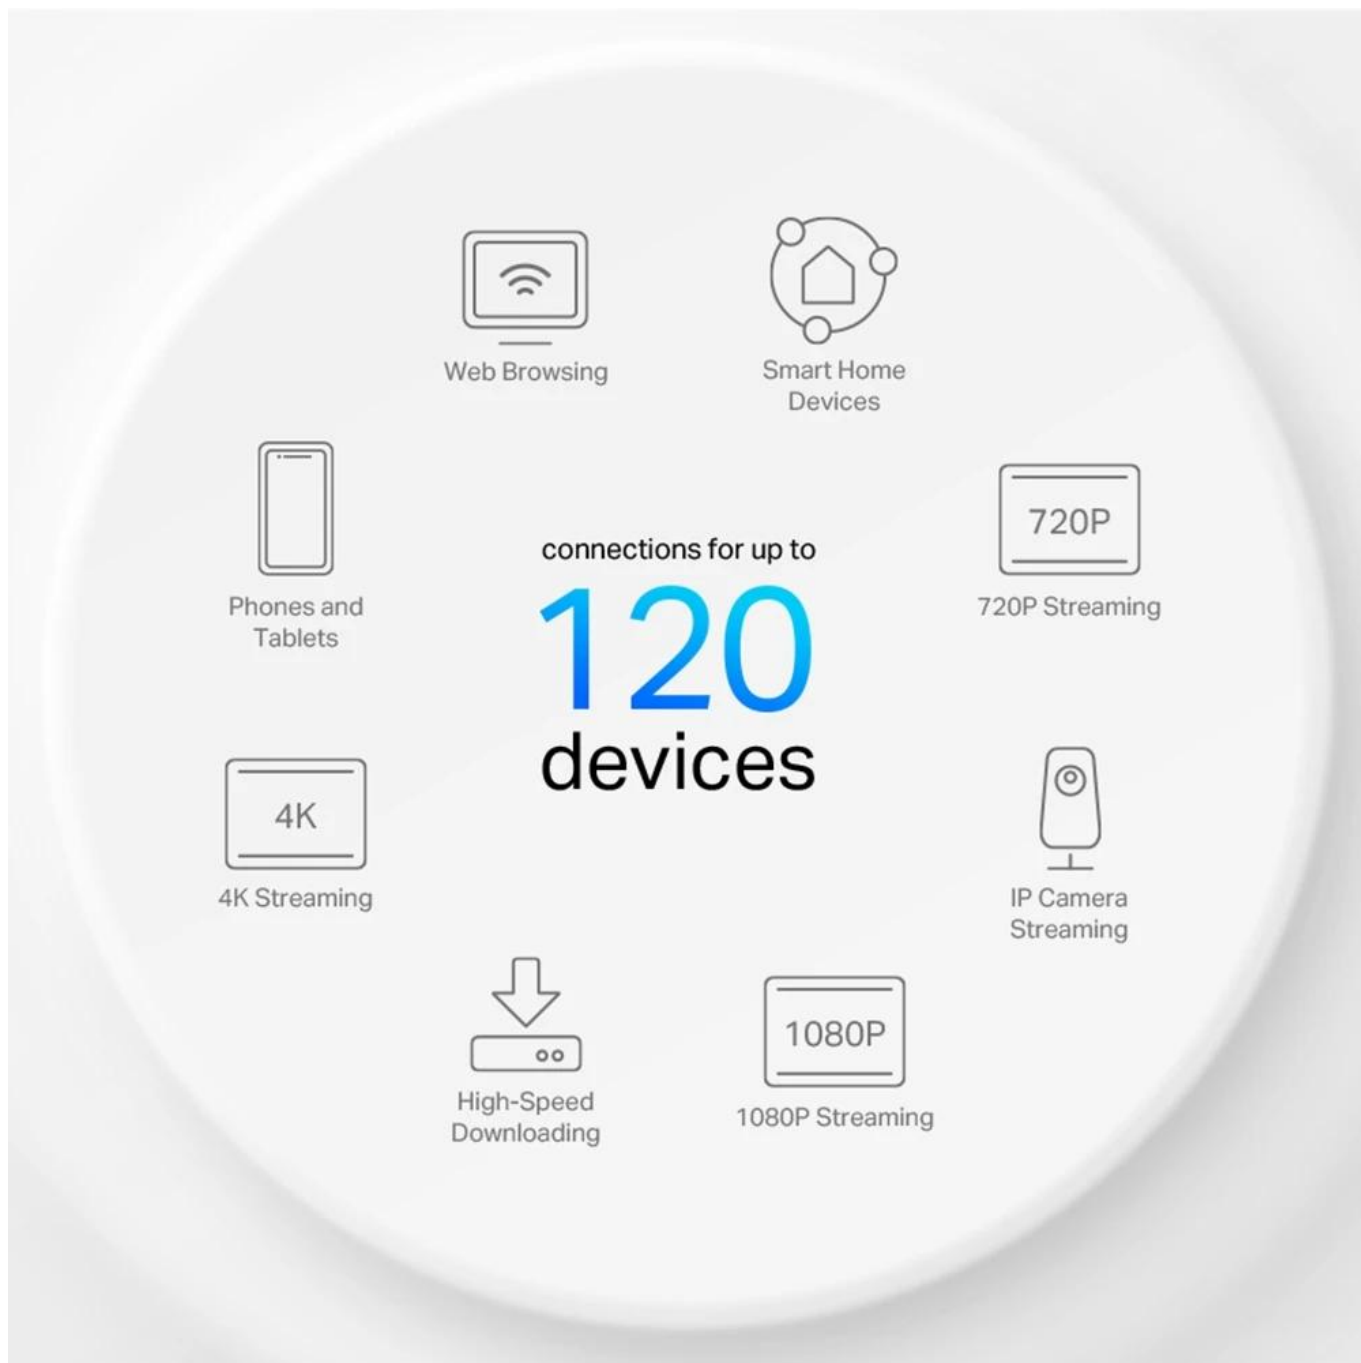 Web Browsing
Smart Home
Devices
Phones and
Tablets
720P
720P Streaming
connections for up to
120
devices
4K
4K Streaming
IP Camera
Streaming
High-Speed
Downloading
1080P
1080P Streaming